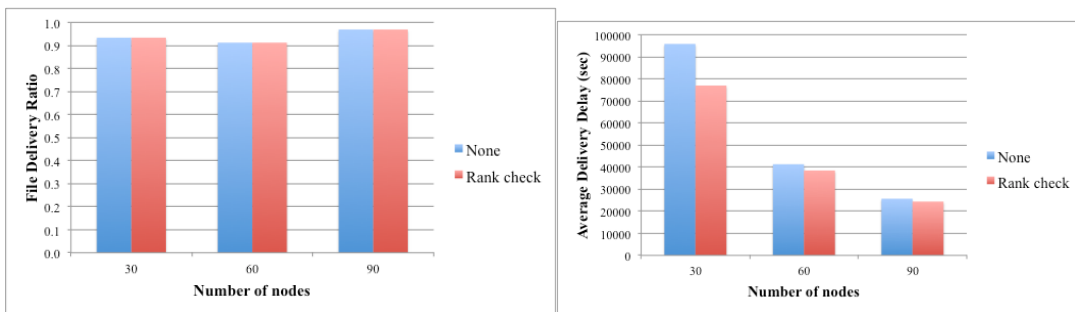 1.0
0.9
0.8
0.7
0.6
0.5
0.4
0.3
0.2
0.1
0.0
File Delivery Ratio
30 60 90
Number of nodes
None
Rank check
100000
90000
80000
70000
60000
50000
40000
30000
20000
10000
0
Average Delivery Delay (sec)
30 60 90
Number of nodes
None
Rank check